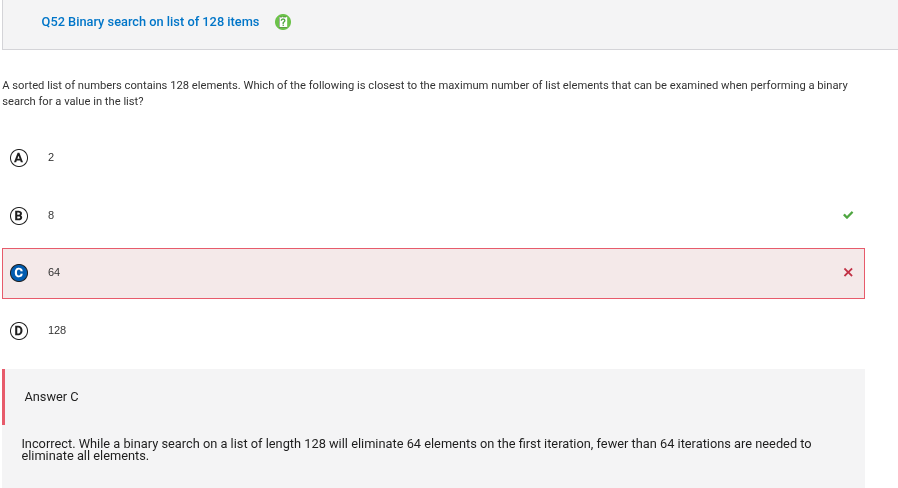 Q52 Binary search on list of 128 items ?
A sorted list of numbers contains 128 elements. Which of the following is closest to the maximum number of list elements that can be examined when performing a binary
search for a value in the list?
A 2
B 8
C 64
D 128
Answer C
Incorrect. While a binary search on a list of length 128 will eliminate 64 elements on the first iteration, fewer than 64 iterations are needed to
eliminate all elements.